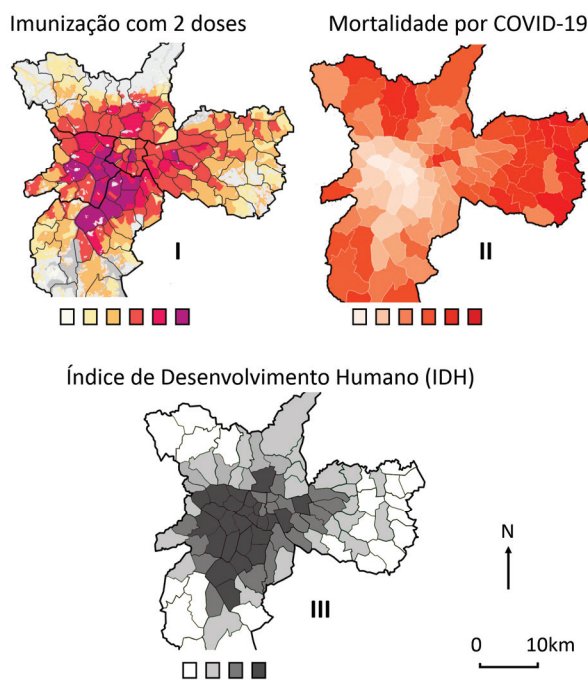 Imunização com 2 doses
Mortalidade por COVID-19
I
II
Índice de Desenvolvimento Humano (IDH)
N
III
0 10km